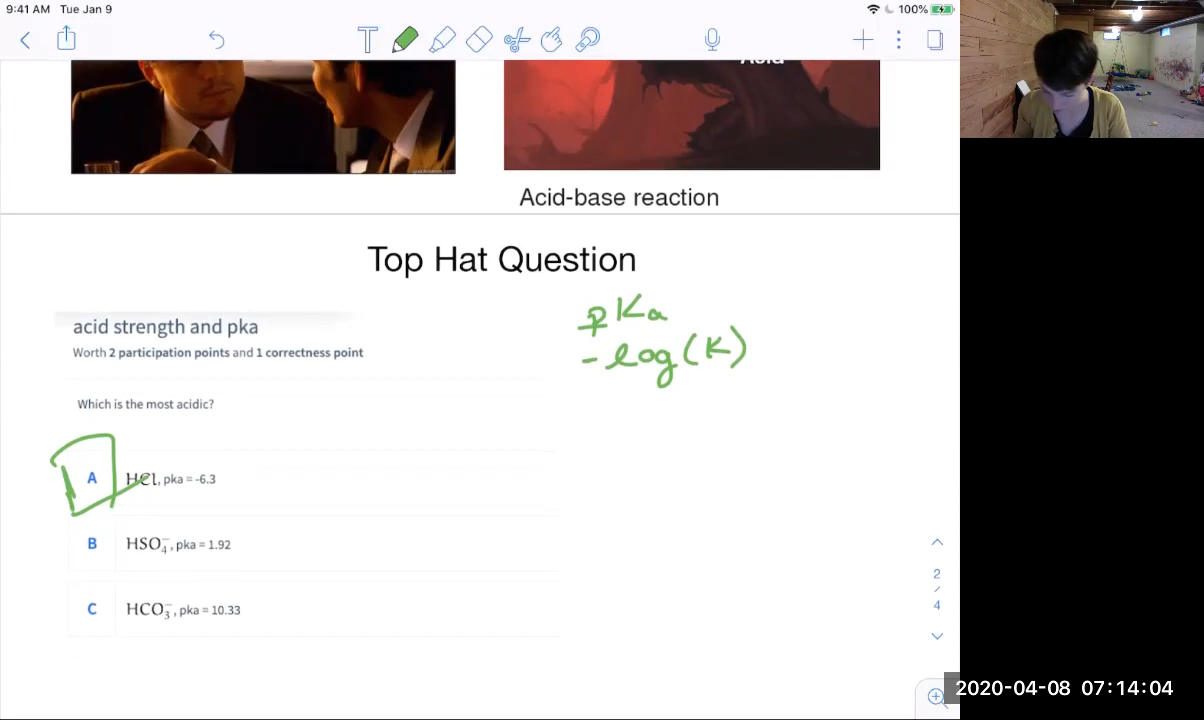 9:41 AM Tue Jan 9
100%
Acid
Acid-base reaction
Top Hat Question
acid strength and pka
Worth 2 participation points and 1 correctness point
pKa
-log(K)
Which is the most acidic?
A HCl, pka = -6.3
B HSO₄⁻, pka = 1.92
C HCO₃⁻, pka = 10.33
2
/
4
2020-04-08 07:14:04